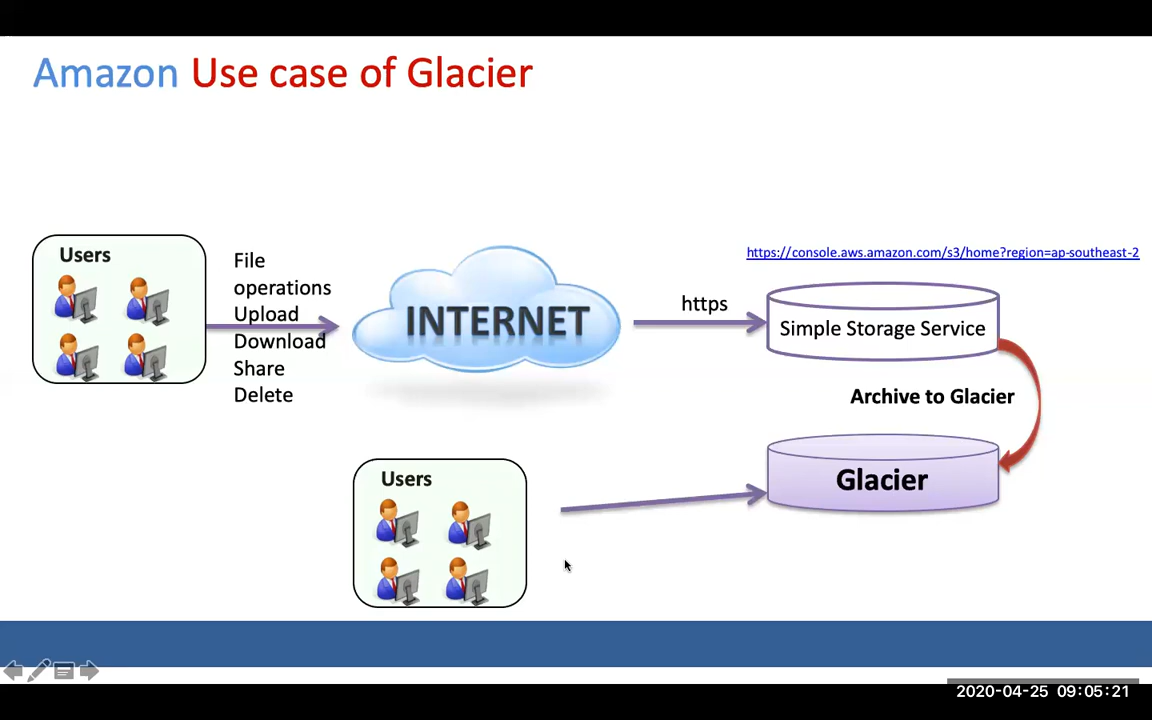 Amazon Use case of Glacier
Users
File
operations
Upload
Download
Share
Delete
INTERNET
https
https://console.aws.amazon.com/s3/home?region=ap-southeast-2
Simple Storage Service
Archive to Glacier
Users
Glacier
2020-04-25 09:05:21